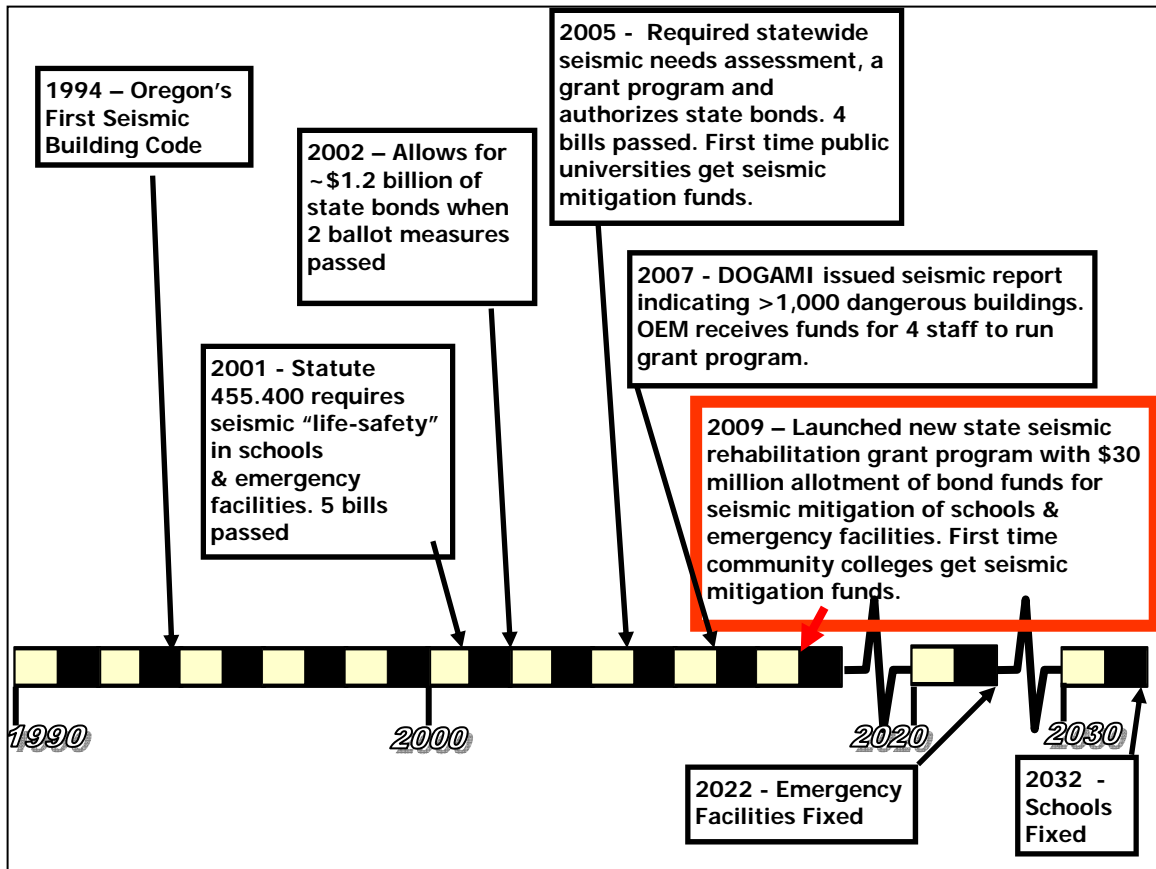 1994 – Oregon's
First Seismic
Building Code
2002 – Allows for
~$1.2 billion of
state bonds when
2 ballot measures
passed
2001 - Statute
455.400 requires
seismic “life-safety”
in schools
& emergency
facilities. 5 bills
passed
2005 -  Required statewide
seismic needs assessment, a
grant program and
authorizes state bonds. 4
bills passed. First time public
universities get seismic
mitigation funds.
2007 - DOGAMI issued seismic report
indicating >1,000 dangerous buildings.
OEM receives funds for 4 staff to run
grant program.
2009 – Launched new state seismic
rehabilitation grant program with $30
million allotment of bond funds for
seismic mitigation of schools &
emergency facilities. First time
community colleges get seismic
mitigation funds.
1990
2000
2020
2030
2022 - Emergency
Facilities Fixed
2032  -
Schools
Fixed